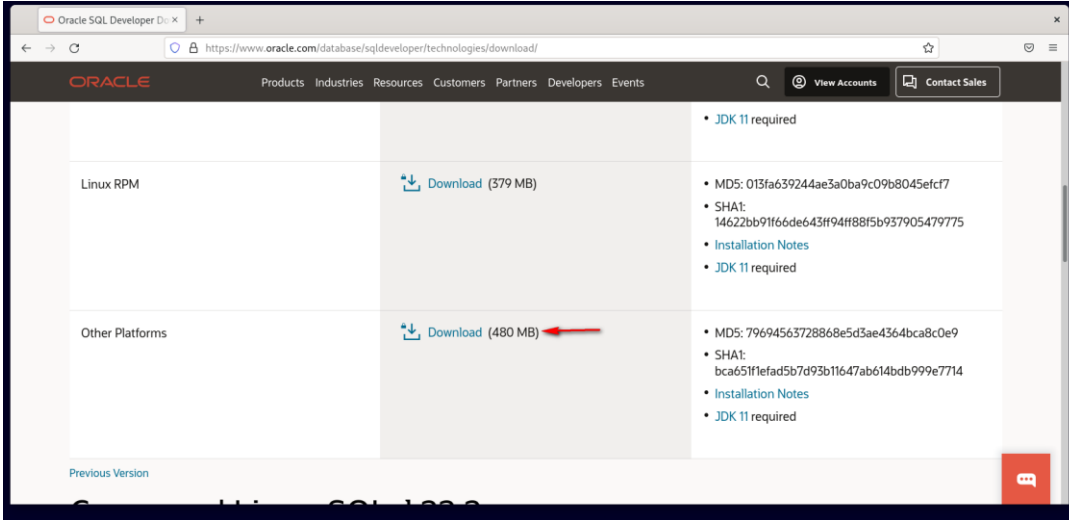 Oracle SQL Developer Do
https://www.oracle.com/database/sqldeveloper/technologies/download/
ORACLE
Products Industries Resources Customers Partners Developers Events
View Accounts
Contact Sales
JDK 11 required
Linux RPM
Download (379 MB)
• MD5: 013fa639244ae3a0ba9c09b8045efcf7
• SHA1:
14622bb91f66de643ff94ff88f5b937905479775
• Installation Notes
• JDK 11 required
Other Platforms
Download (480 MB)
• MD5: 79694563728868e5d3ae4364bca8c0e9
• SHA1:
bca651f1efad5b7d93b11647ab614bdb999e7714
• Installation Notes
• JDK 11 required
Previous Version